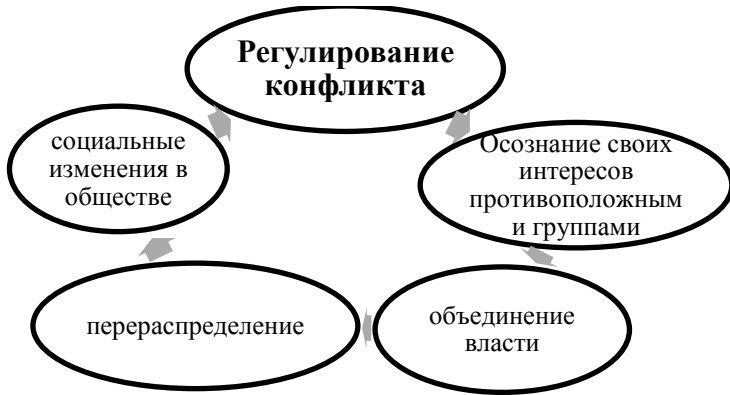 Регулирование
конфликта
Осознание своих
интересов
противоположным
и группами
объединение
власти
перераспределение
социальные
изменения в
обществе